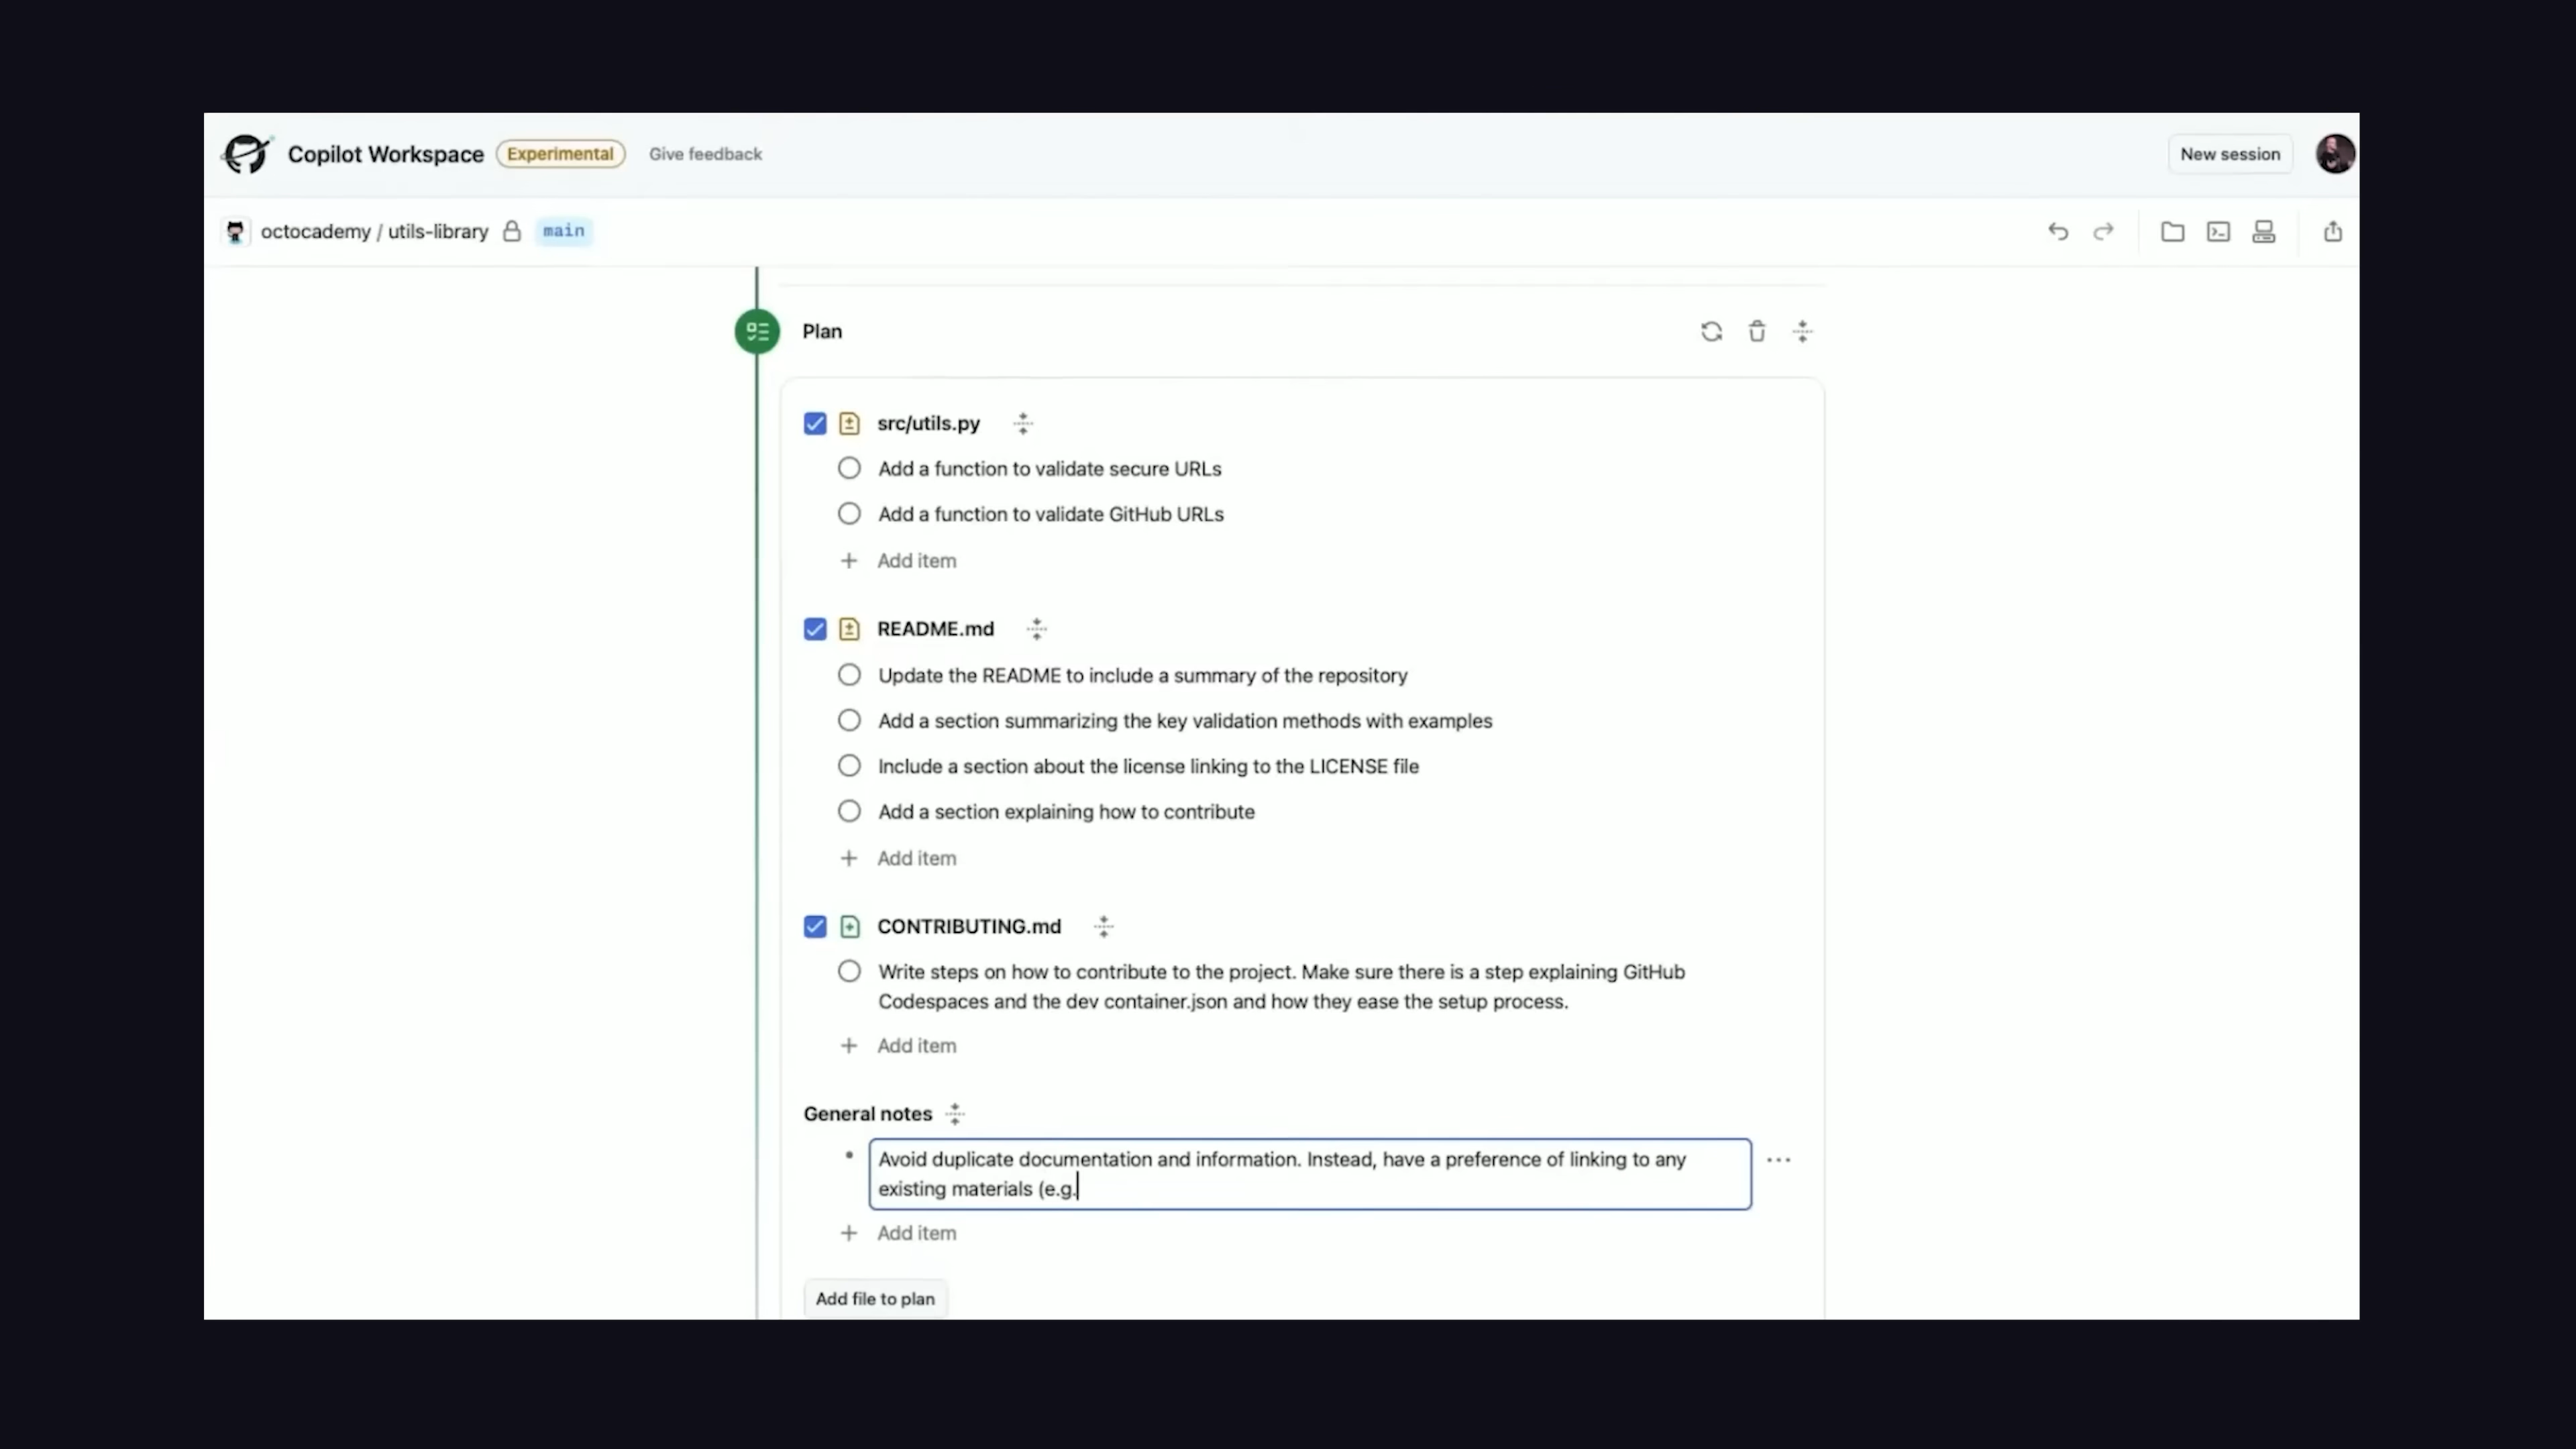 Copilot Workspace Experimental Give feedback New session
octocademy / utils-library main
Plan
src/utils.py
Add a function to validate secure URLs
Add a function to validate GitHub URLs
Add item
README.md
Update the README to include a summary of the repository
Add a section summarizing the key validation methods with examples
Include a section about the license linking to the LICENSE file
Add a section explaining how to contribute
Add item
CONTRIBUTING.md
Write steps on how to contribute to the project. Make sure there is a step explaining GitHub
Codespaces and the dev container.json and how they ease the setup process.
Add item
General notes
Avoid duplicate documentation and information. Instead, have a preference of linking to any
existing materials (e.g.
Add item
Add file to plan